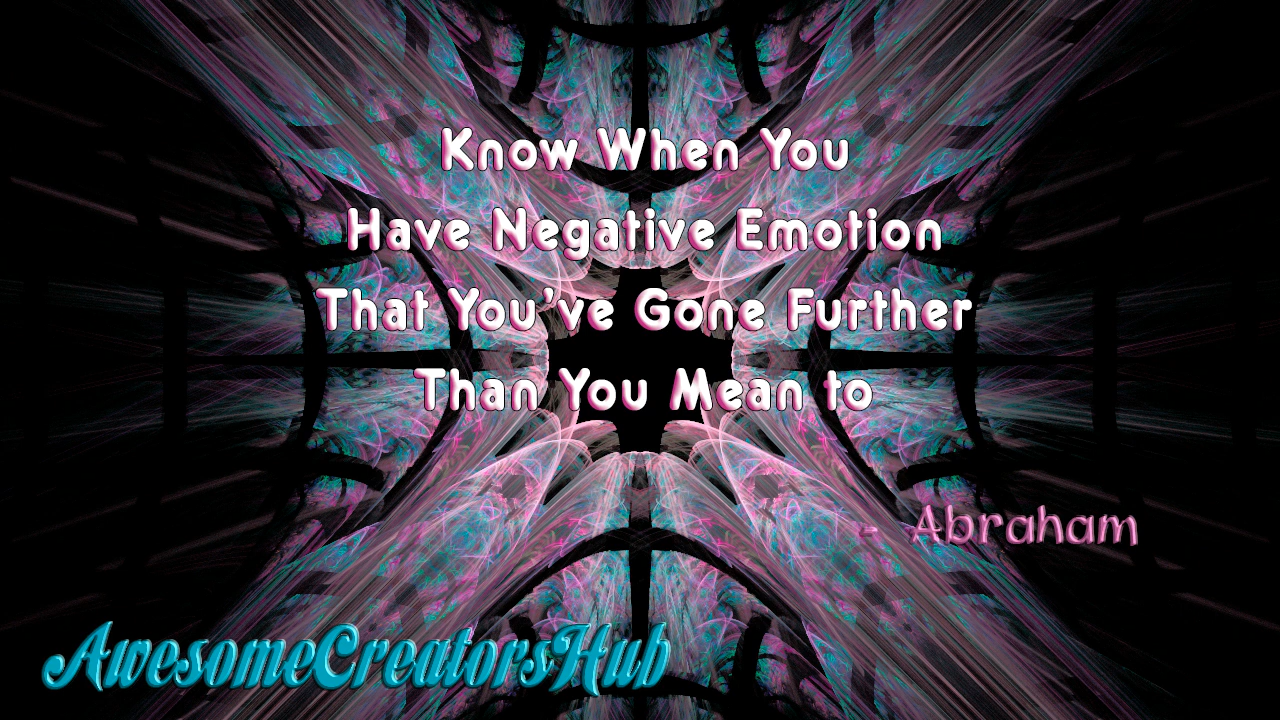 Know When You
Have Negative Emotion
That You've Gone Further
Than You Mean to
- Abraham
AwesomeCreatorsHub